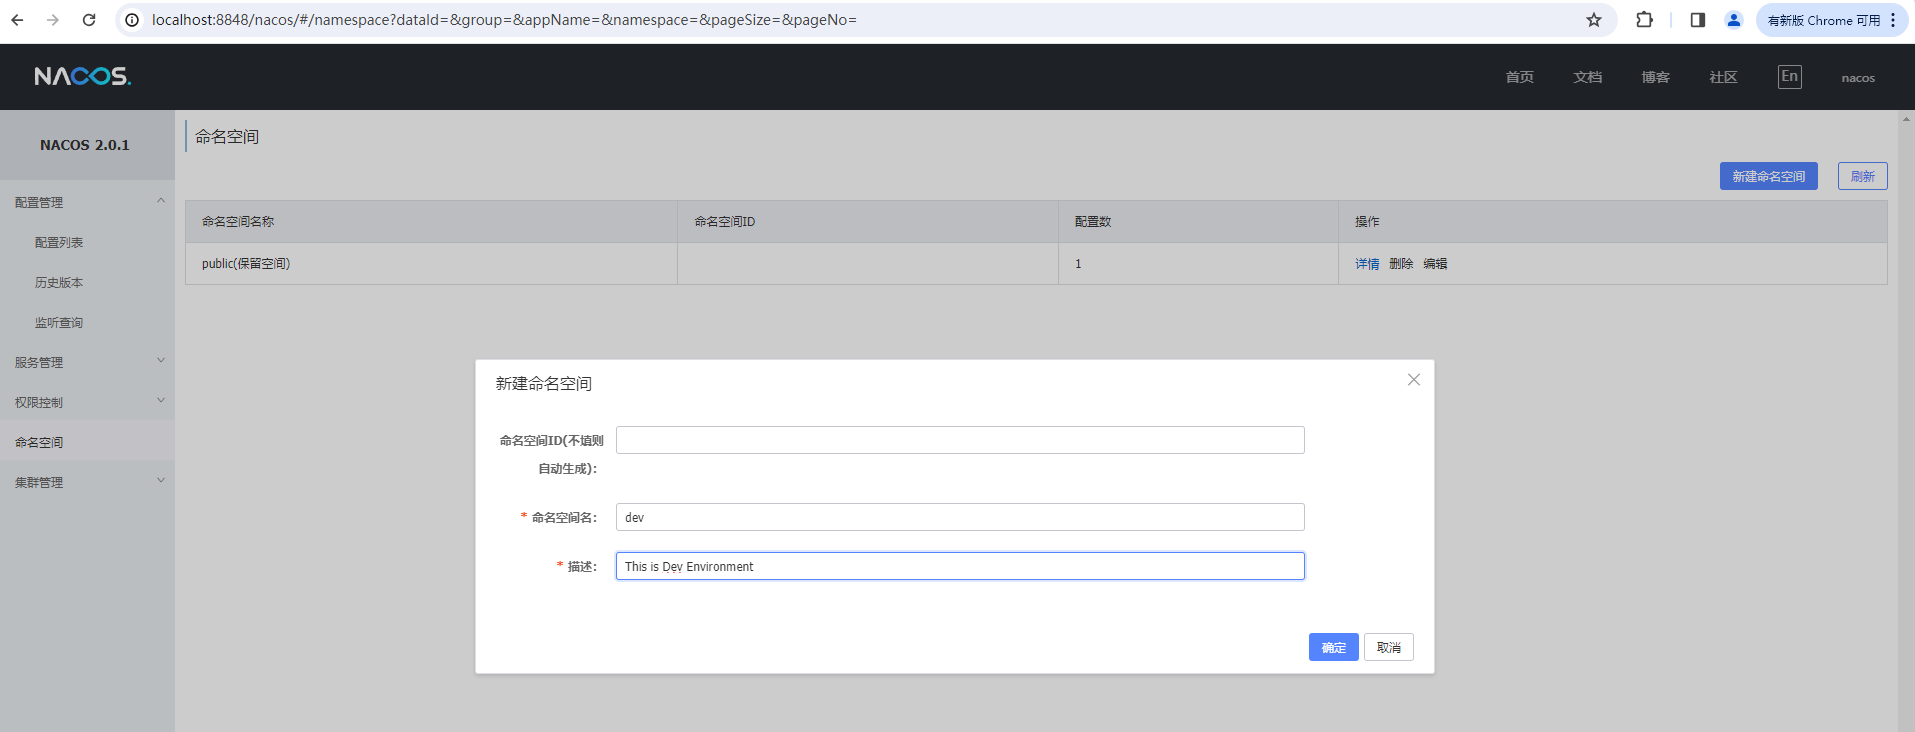 localhost:8848/nacos/#/namespace?dataId=&group=&appName=&namespace=&pageSize=&pageNo=
有新版 Chrome 可用
NACOS.
首页 文档 博客 社区 En nacos
NACOS 2.0.1
配置管理
配置列表
历史版本
监听查询
服务管理
权限控制
命名空间
集群管理
命名空间
新建命名空间 刷新
命名空间名称 命名空间ID 配置数 操作
public(保留空间) 1 详情 删除 编辑
新建命名空间
命名空间ID(不填则
自动生成)：
* 命名空间名： dev
* 描述： This is Dev Environment
确定 取消